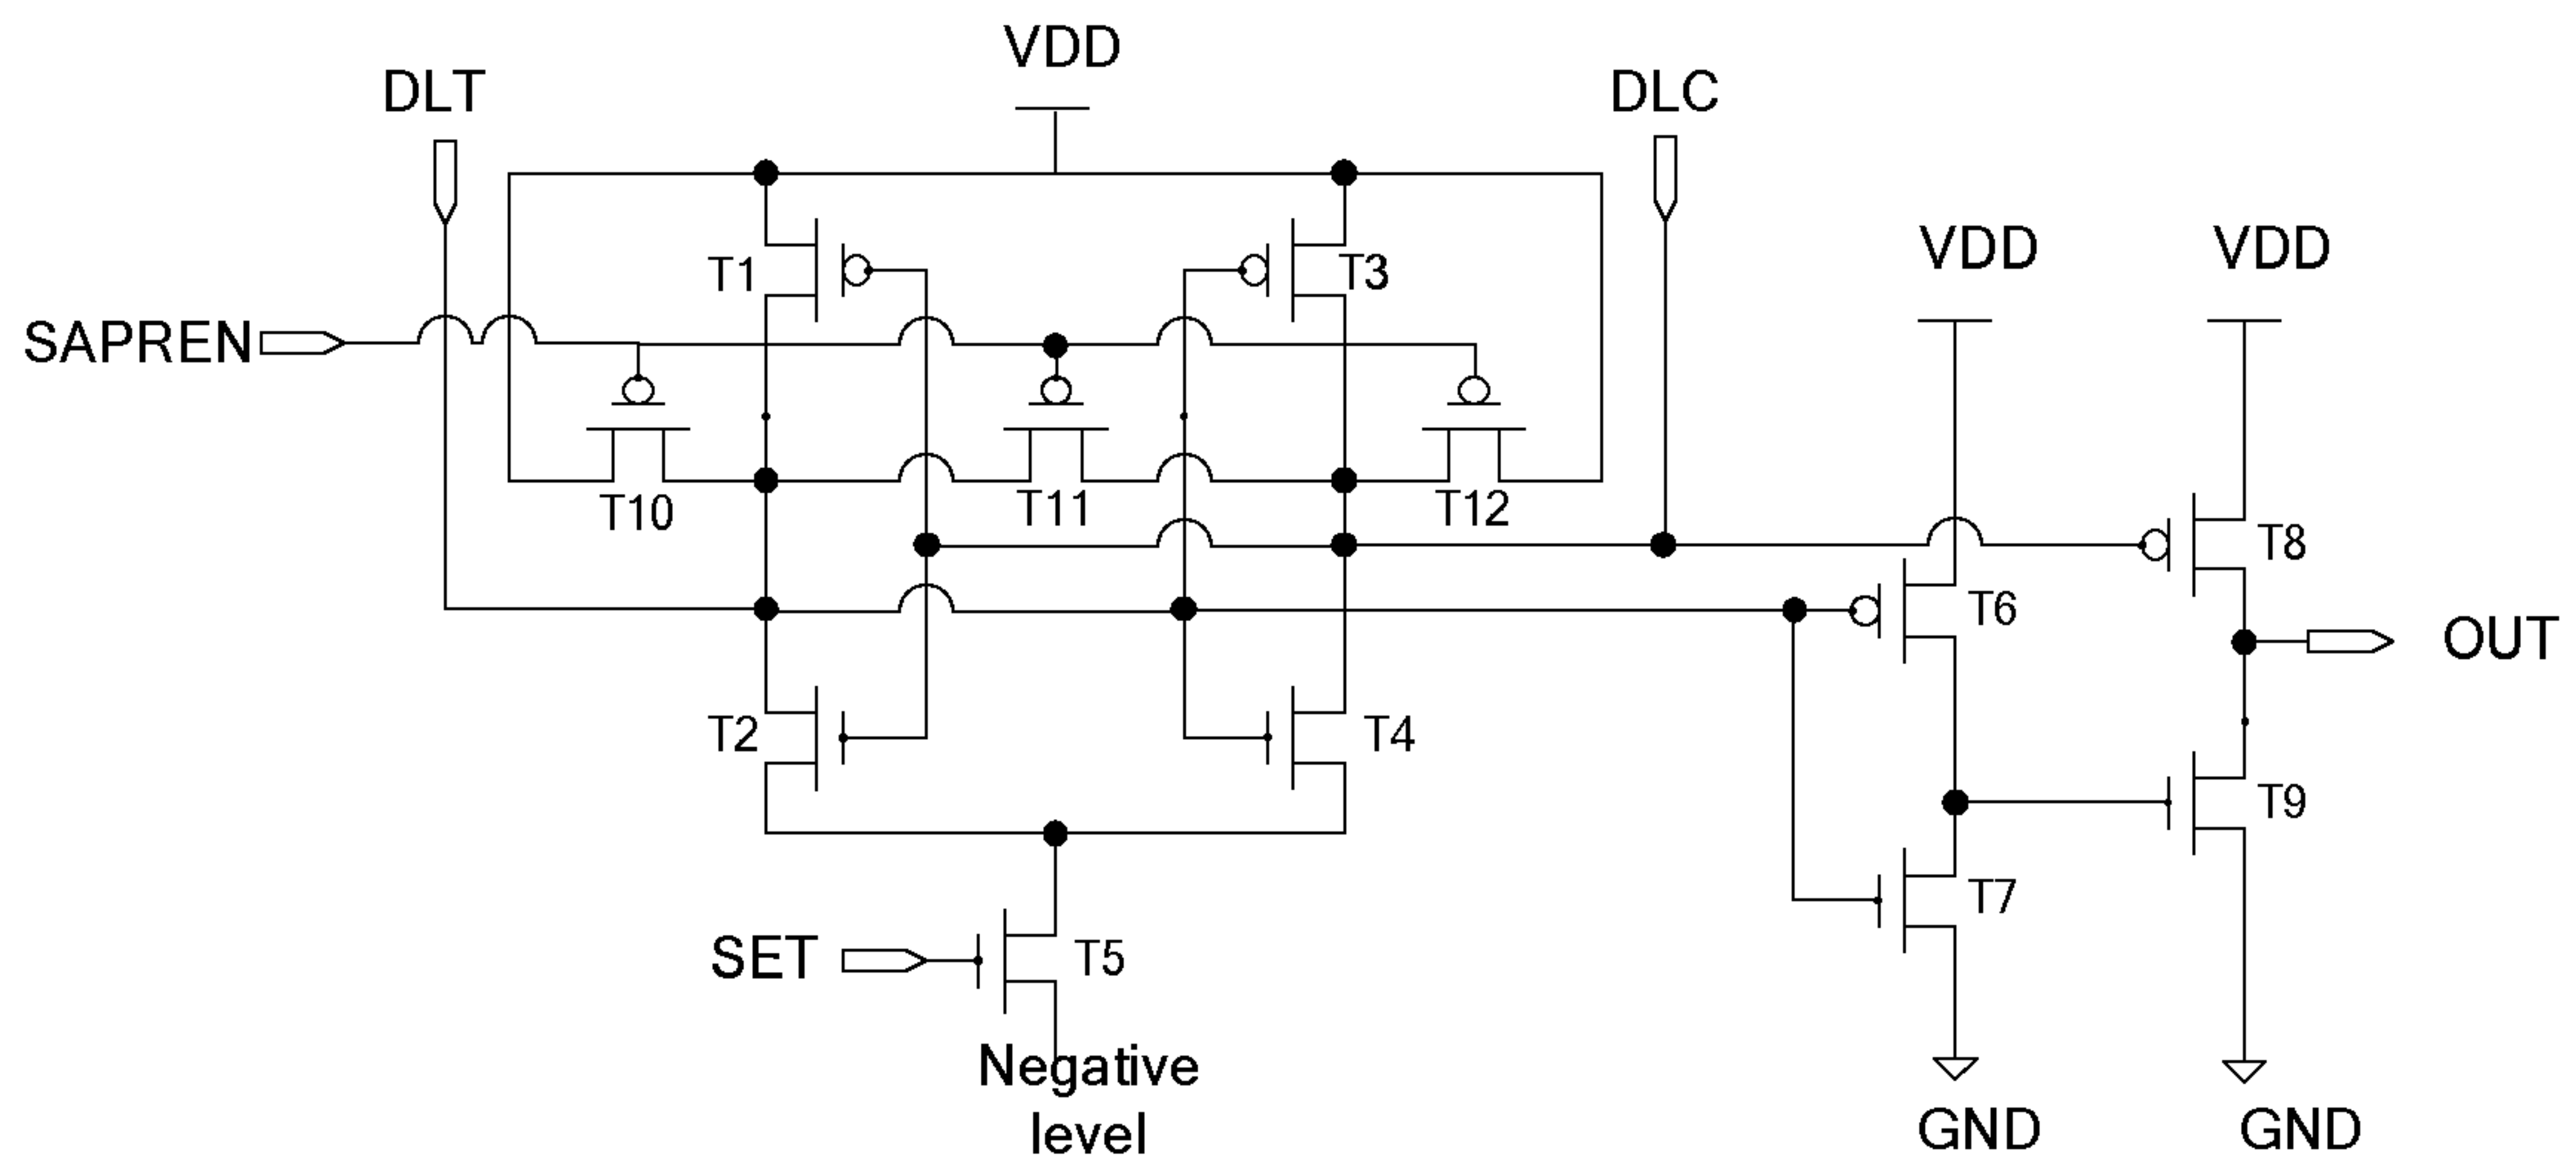 VDD
DLT
DLC
VDD
VDD
T1
T3
SAPREN
T10
T11
T12
T8
T6
OUT
T2
T4
T9
T7
SET
T5
Negative
level
GND
GND